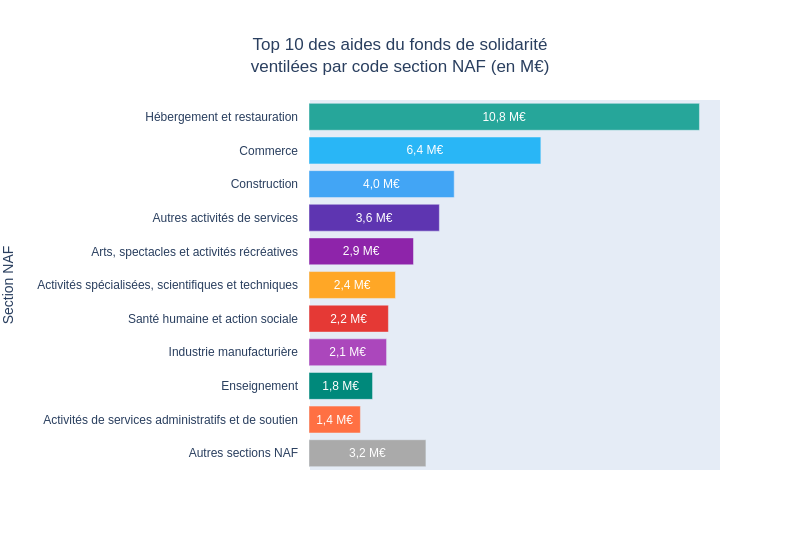 Top 10 des aides du fonds de solidarité
ventilées par code section NAF (en M€)
Section NAF
Hébergement et restauration 10,8 M€
Commerce 6,4 M€
Construction 4,0 M€
Autres activités de services 3,6 M€
Arts, spectacles et activités récréatives 2,9 M€
Activités spécialisées, scientifiques et techniques 2,4 M€
Santé humaine et action sociale 2,2 M€
Industrie manufacturière 2,1 M€
Enseignement 1,8 M€
Activités de services administratifs et de soutien 1,4 M€
Autres sections NAF 3,2 M€